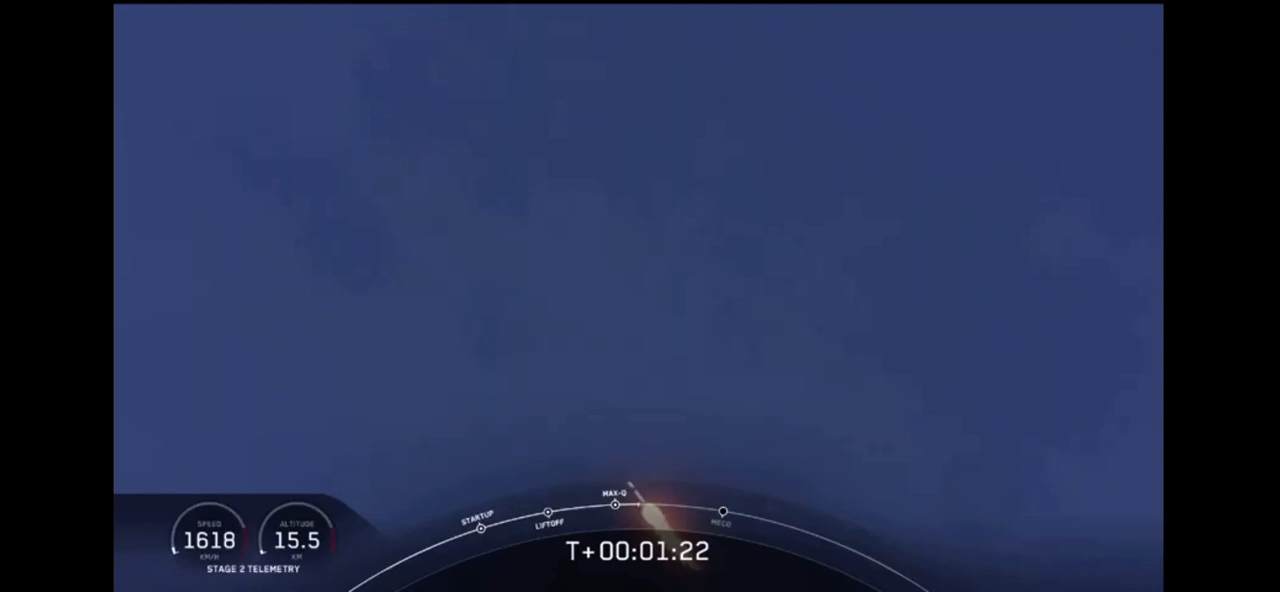 STARTUP
LIFTOFF
MAX-Q
MECO
SPEED
1618
KM/H
ALTITUDE
15.5
KM
STAGE 2 TELEMETRY
T+00:01:22